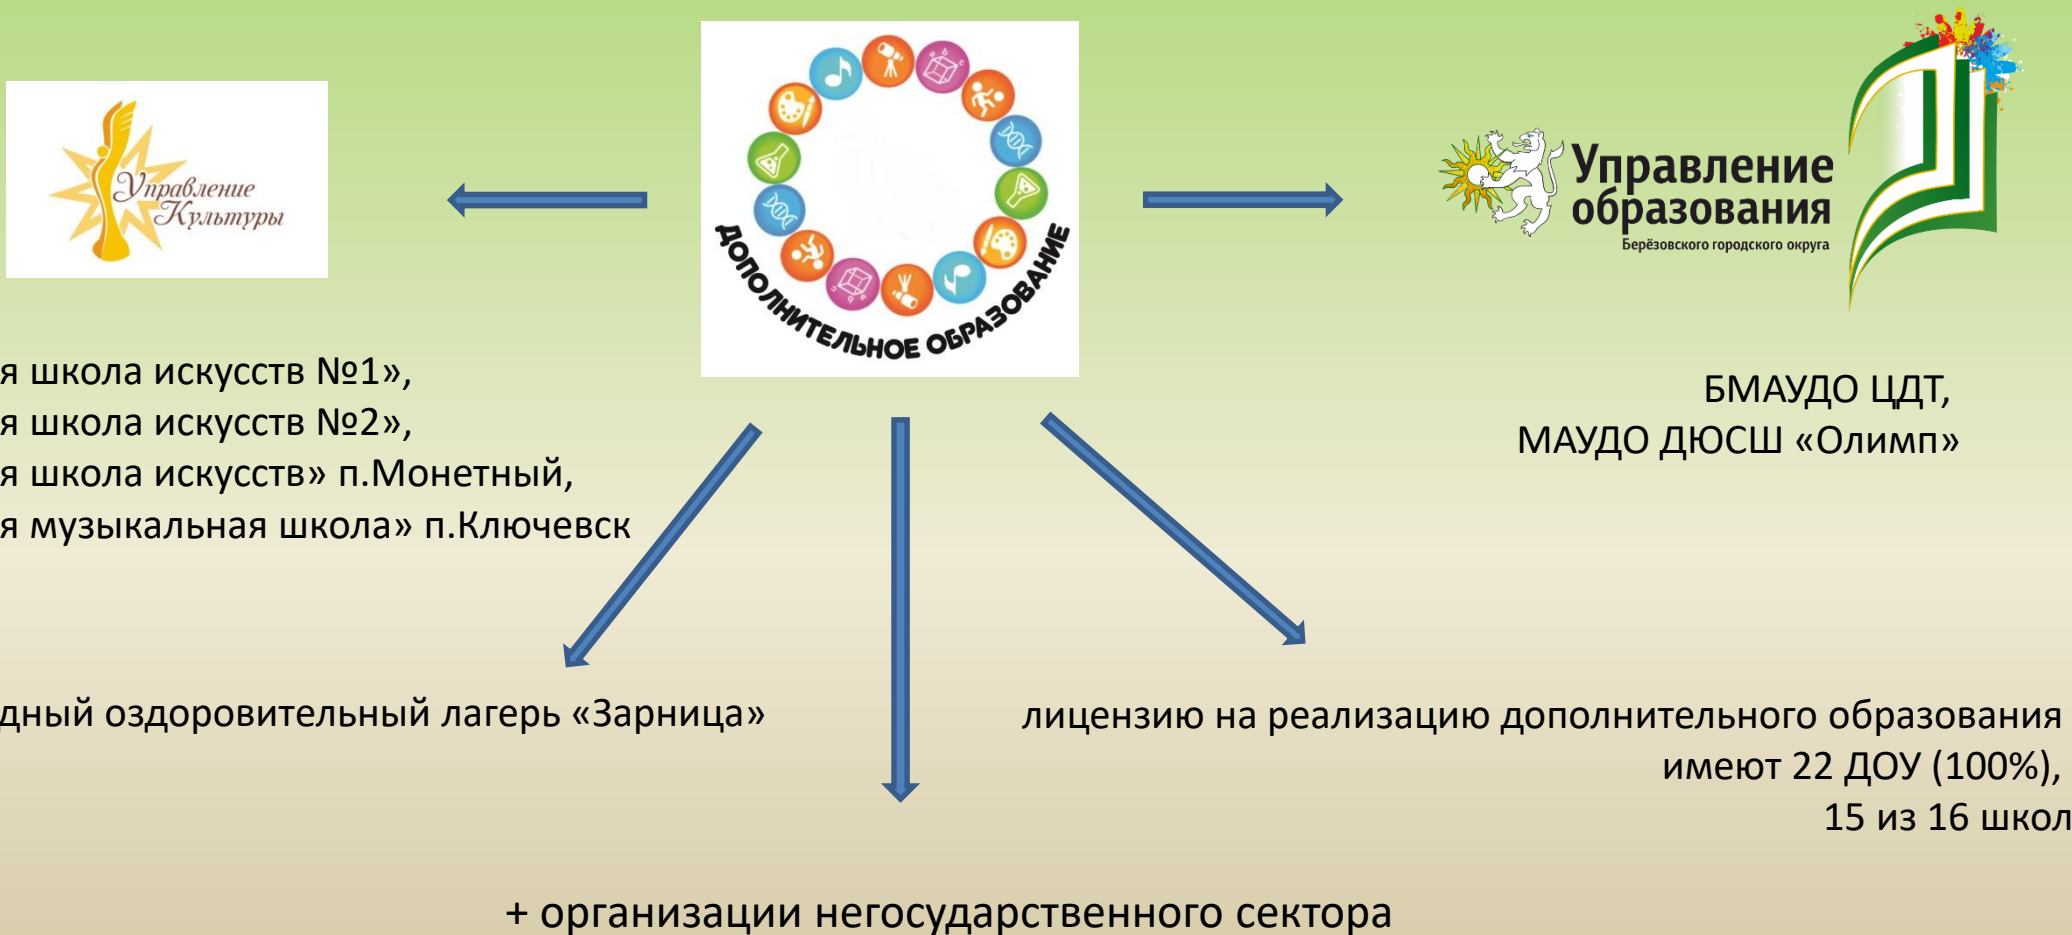 Управление
Культуры
ДОПОЛНИТЕЛЬНОЕ ОБРАЗОВАНИЕ
Управление
образования
Берёзовского городского округа
я школа искусств №1»,
я школа искусств №2»,
я школа искусств» п.Монетный,
я музыкальная школа» п.Ключевск
БМАУДО ЦДТ,
МАУДО ДЮСШ «Олимп»
дный оздоровительный лагерь «Зарница»
лицензию на реализацию дополнительного образования
имеют 22 ДОУ (100%),
15 из 16 школ
+ организации негосударственного сектора